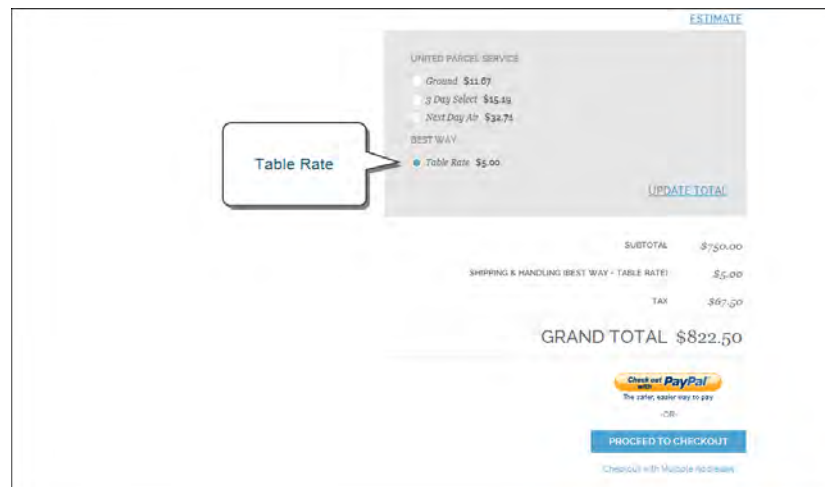 ESTIMATE
UNITED PARCEL SERVICE
Ground $11.67
3 Day Select $15.19
Next Day Air $32.71
BEST WAY
Table Rate
Table Rate $5.00
UPDATE TOTAL
SUBTOTAL $750.00
SHIPPING & HANDLING (BEST WAY - TABLE RATE) $5.00
TAX $67.50
GRAND TOTAL $822.50
Check out with PayPal
The safer, easier way to pay
-OR-
PROCEED TO CHECKOUT
Checkout with Multiple Addresses